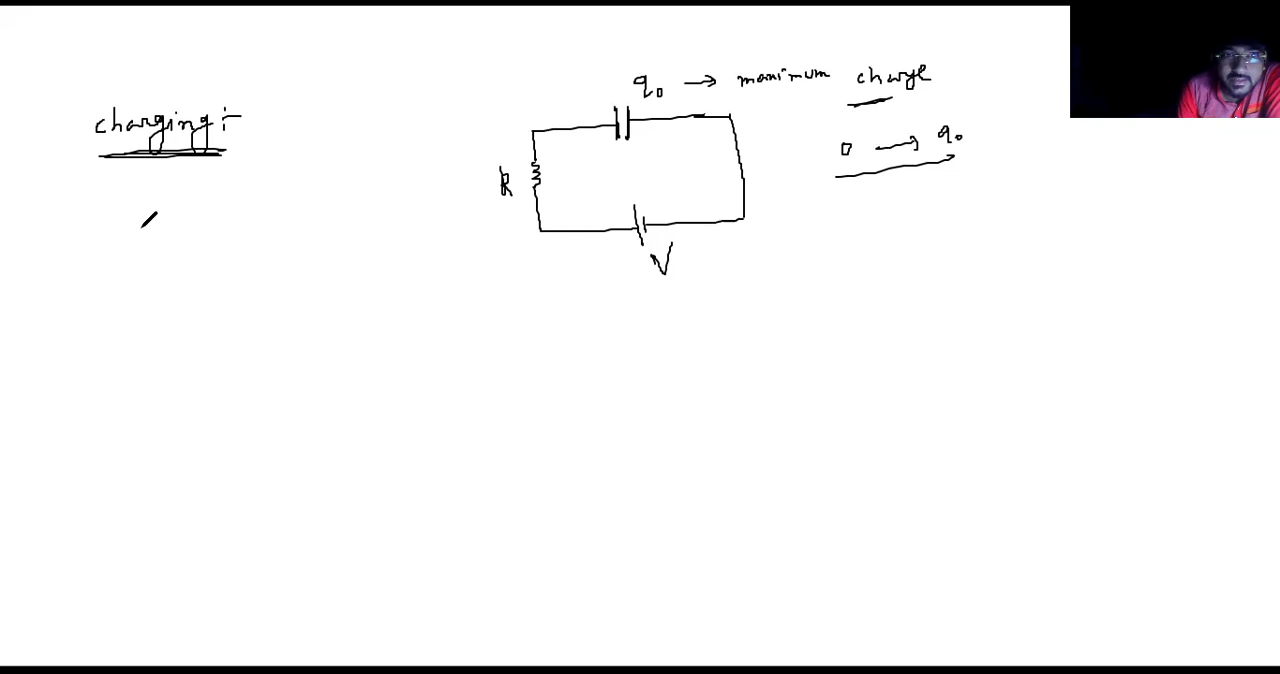 q₀ → maximum charge
charging :-
0 → q₀
R
V